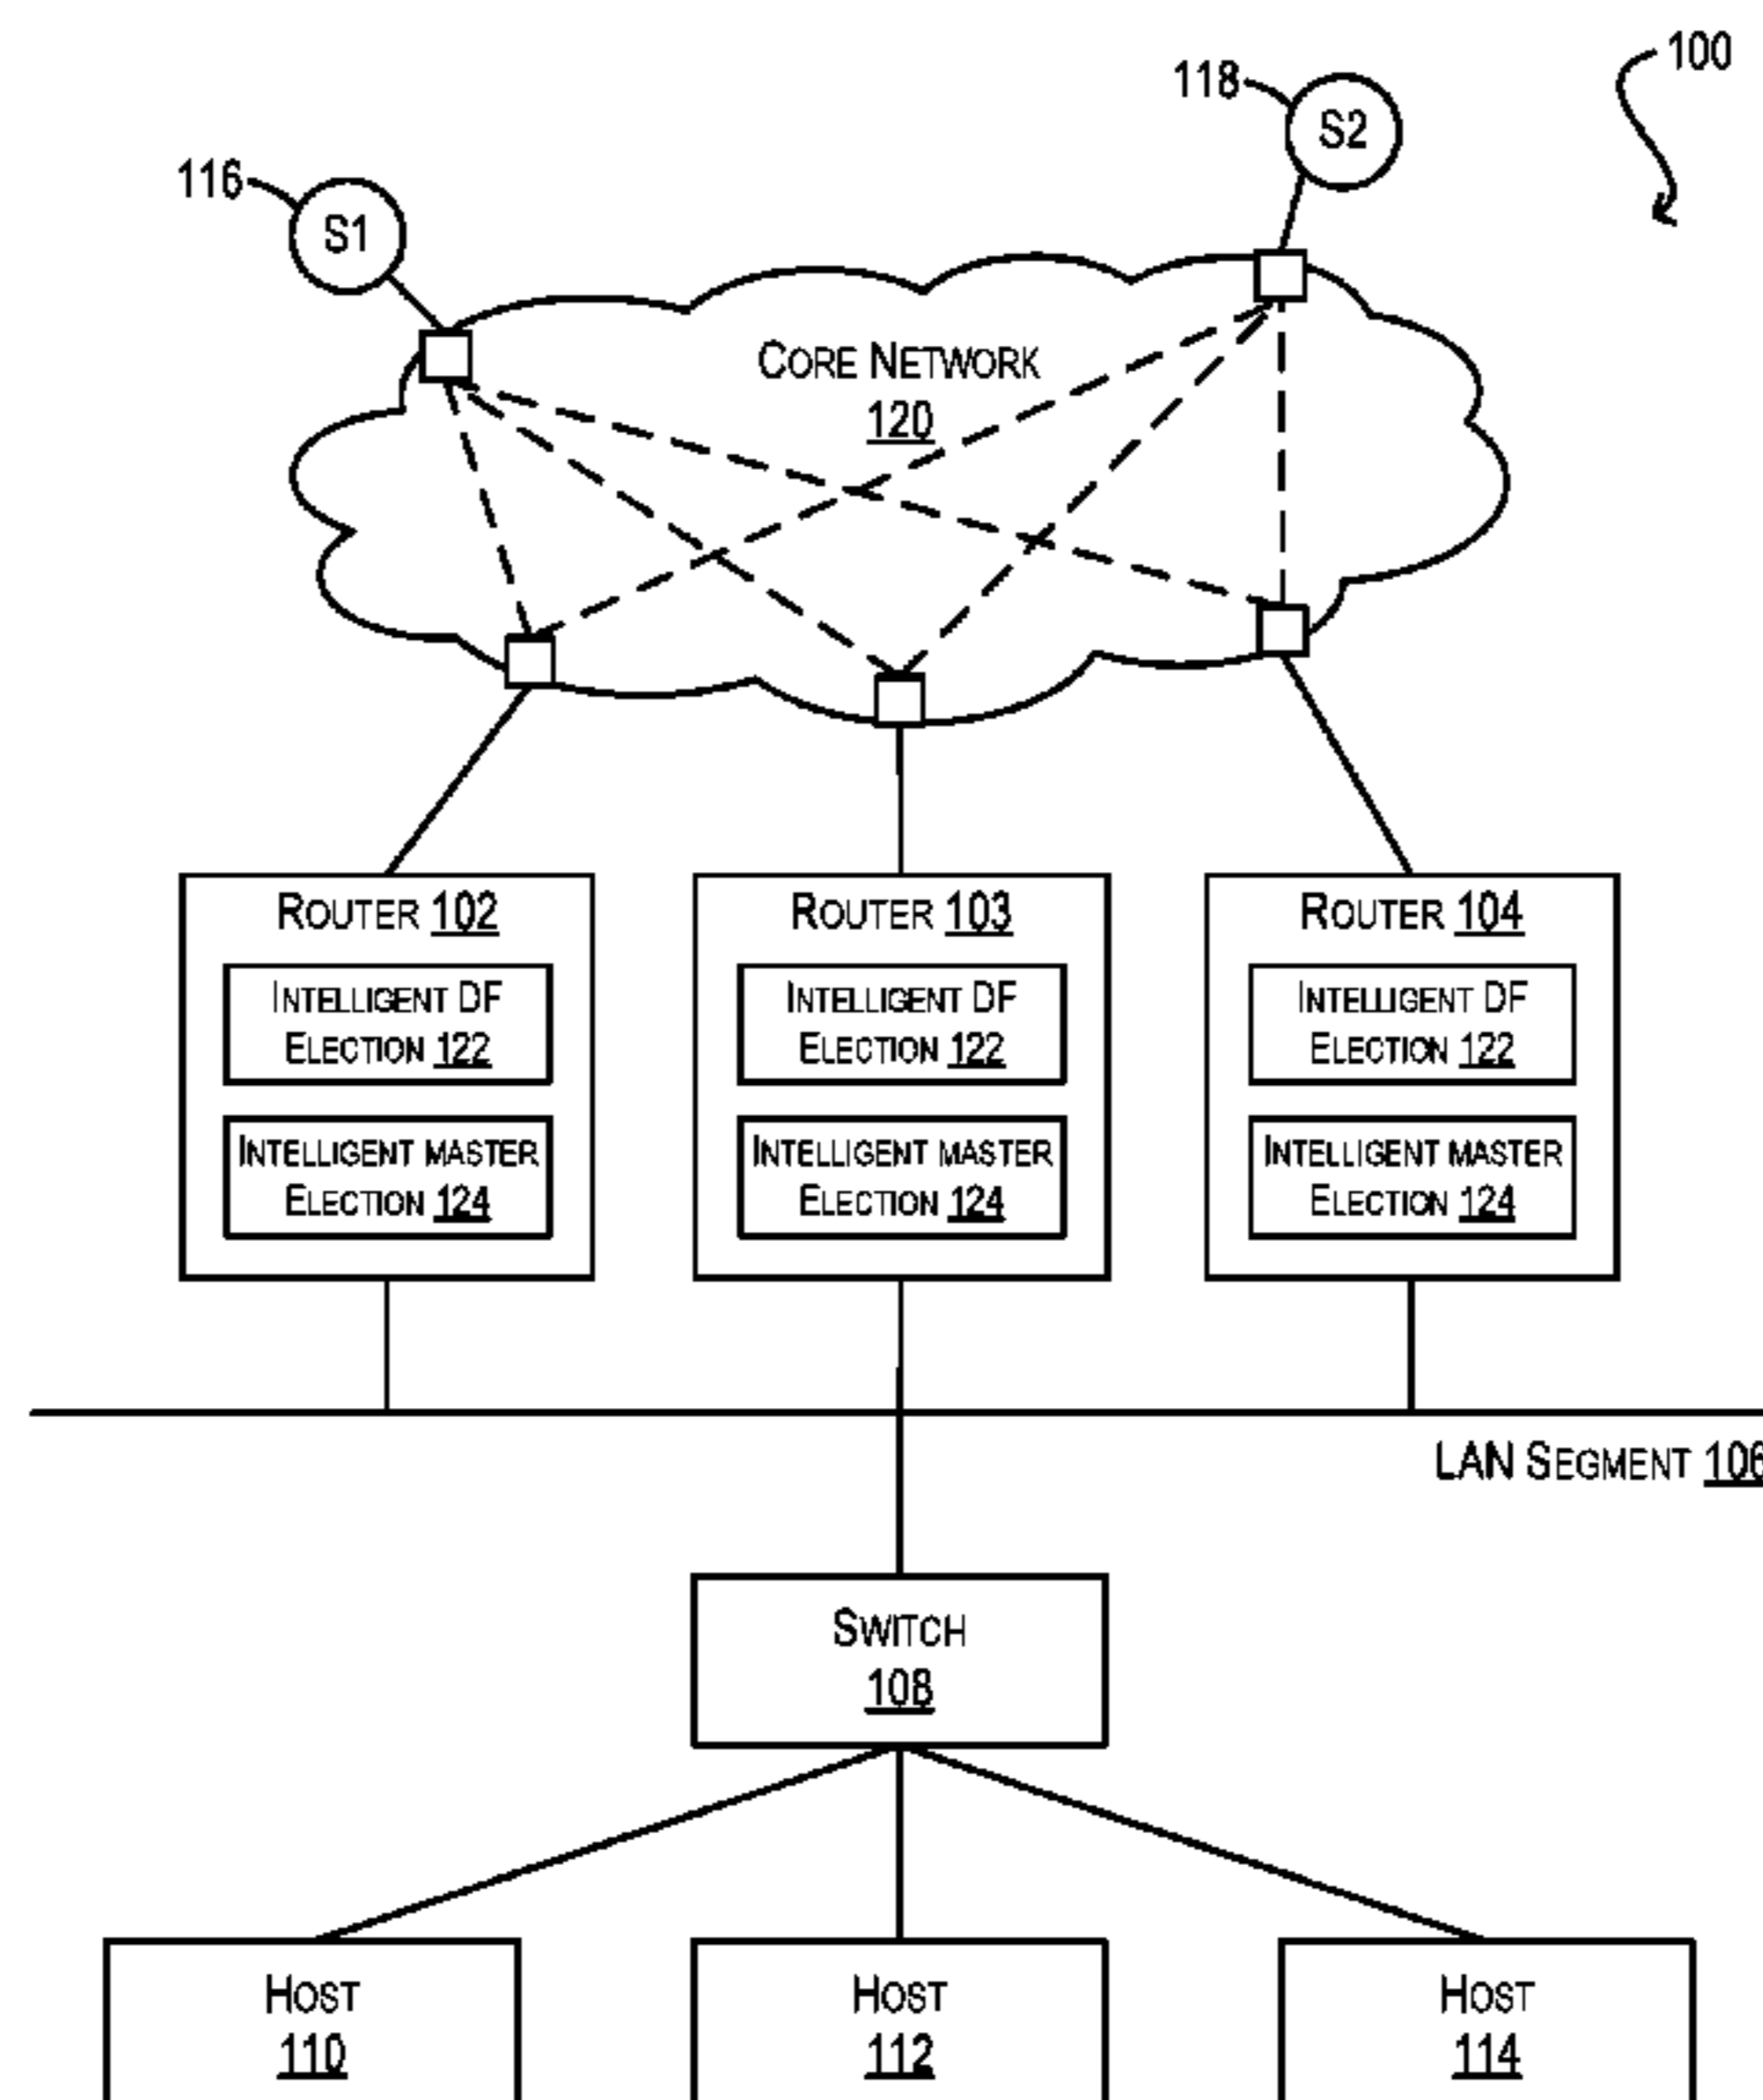 100
118
S2
116
S1
CORE NETWORK
120
ROUTER 102
INTELLIGENT DF
ELECTION 122
INTELLIGENT MASTER
ELECTION 124
ROUTER 103
INTELLIGENT DF
ELECTION 122
INTELLIGENT MASTER
ELECTION 124
ROUTER 104
INTELLIGENT DF
ELECTION 122
INTELLIGENT MASTER
ELECTION 124
LAN SEGMENT 106
SWITCH
108
HOST
110
HOST
112
HOST
114